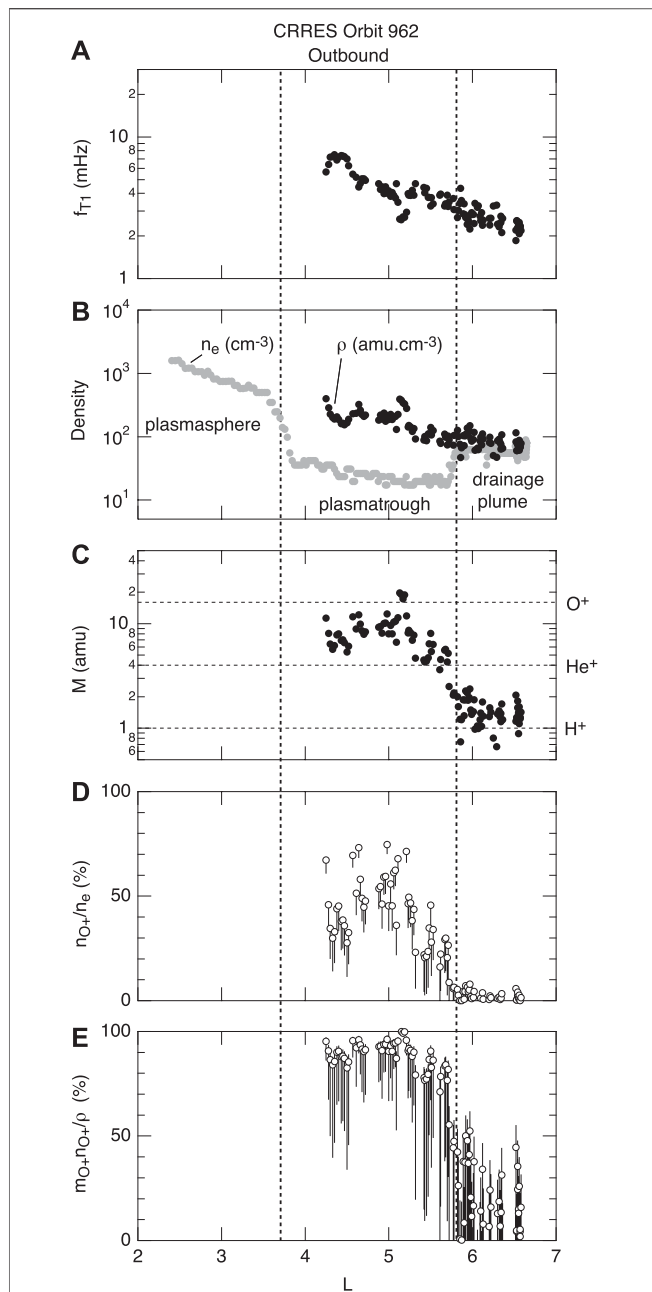 CRRES Orbit 962
Outbound
A
2
10
8
6
4
2
1
f_T1 (mHz)
B
10^4
n_e (cm^-3)
ρ (amu.cm^-3)
10^3
Density
plasmasphere
10^2
drainage
plume
10^1
plasmatrough
C
4
2
O+
10
8
6
M (amu)
4
He+
2
1
H+
8
6
D
100
n_O+/n_e (%)
50
0
E
100
m_O+n_O+/ρ (%)
50
0
2 3 4 5 6 7
L